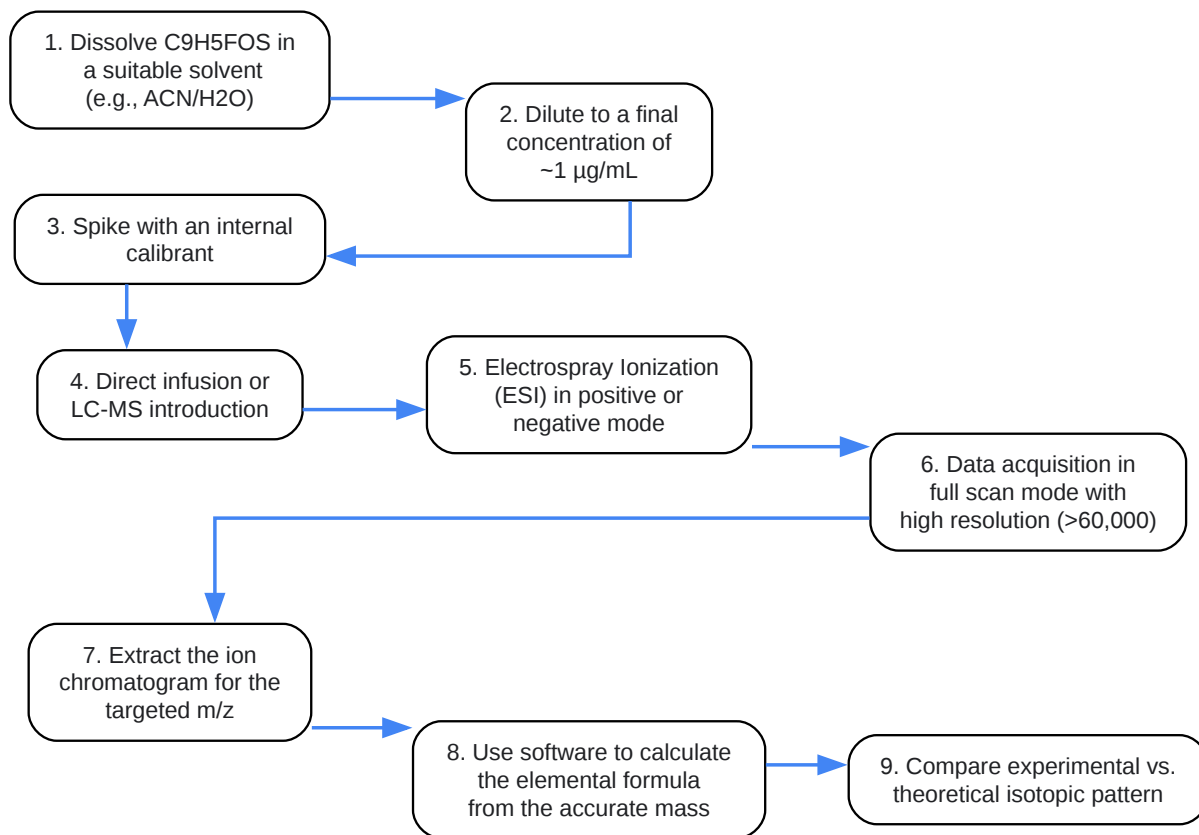 1. Dissolve C9H5FOS in
a suitable solvent
(e.g., ACN/H2O)
2. Dilute to a final
concentration of
~1 µg/mL
3. Spike with an internal
calibrant
4. Direct infusion or
LC-MS introduction
5. Electrospray Ionization
(ESI) in positive or
negative mode
6. Data acquisition in
full scan mode with
high resolution (>60,000)
7. Extract the ion
chromatogram for the
targeted m/z
8. Use software to calculate
the elemental formula
from the accurate mass
9. Compare experimental vs.
theoretical isotopic pattern